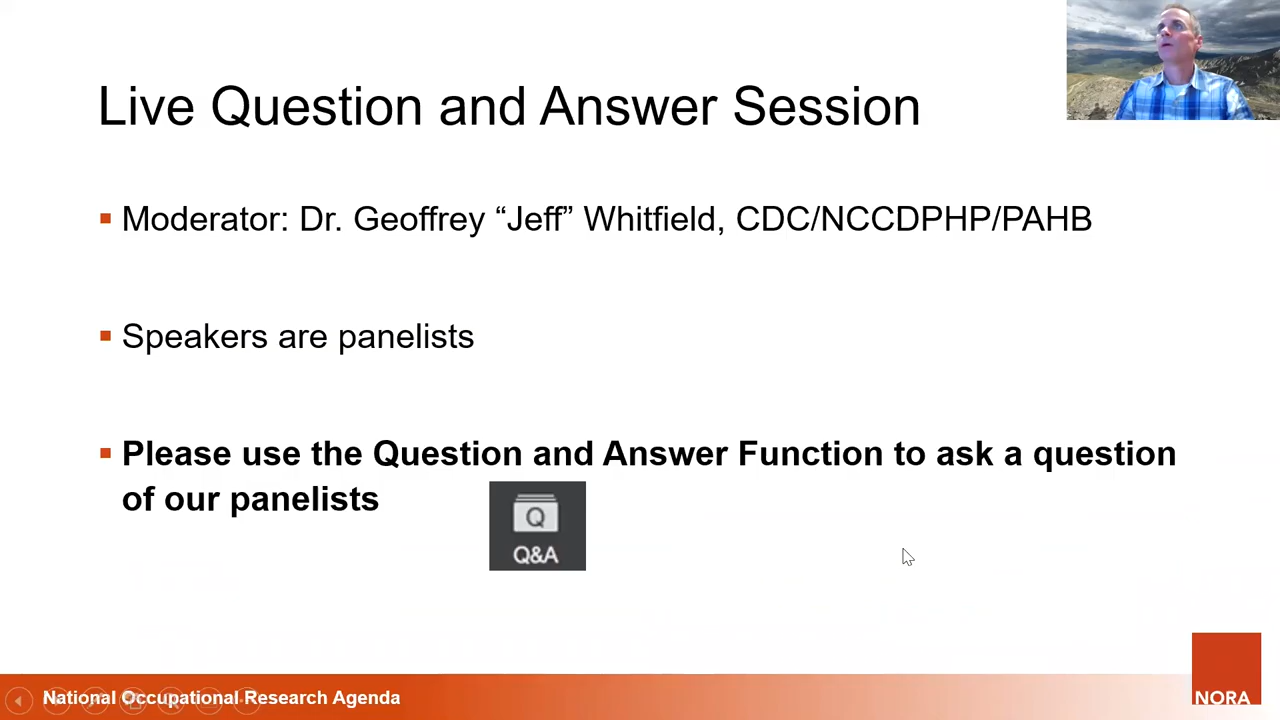 Live Question and Answer Session
▪ Moderator: Dr. Geoffrey “Jeff” Whitfield, CDC/NCCDPHP/PAHB
▪ Speakers are panelists
▪ Please use the Question and Answer Function to ask a question
of our panelists
Q
Q&A
National Occupational Research Agenda
NORA